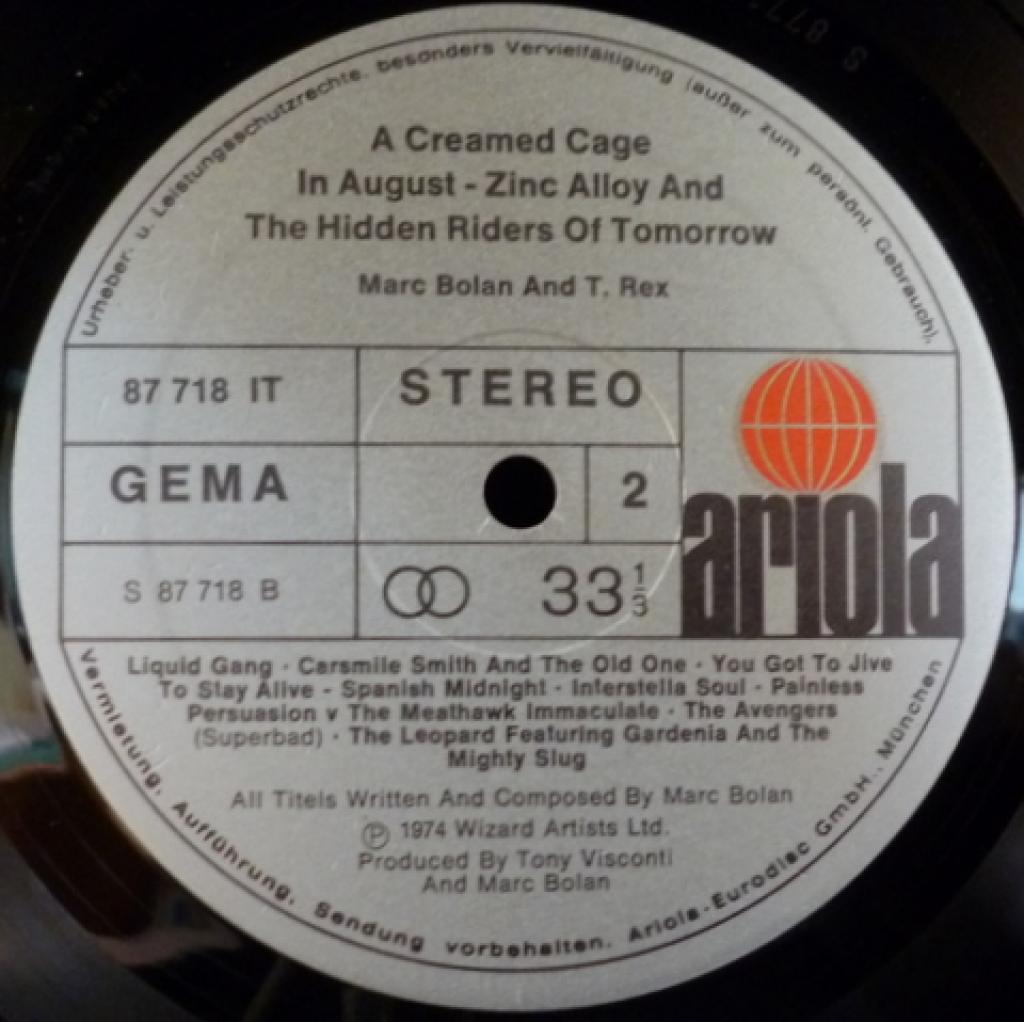 Urheber- u. Leistungsschutzrechte, besonders Vervielfältigung (außer zum persönl. Gebrauch),
A Creamed Cage
In August - Zinc Alloy And
The Hidden Riders Of Tomorrow
Marc Bolan And T. Rex
87 718 IT
STEREO
GEMA
2
ariola
S 87 718 B
33 1/3
Liquid Gang · Carsmile Smith And The Old One · You Got To Jive
To Stay Alive - Spanish Midnight · Interstella Soul · Painless
Persuasion v The Meathawk Immaculate · The Avengers
(Superbad) · The Leopard Featuring Gardenia And The
Mighty Slug
All Titels Written And Composed By Marc Bolan
Ⓟ 1974 Wizard Artists Ltd.
Produced By Tony Visconti
And Marc Bolan
Vermietung, Aufführung, Sendung vorbehalten. Ariola-Eurodisc GmbH., München